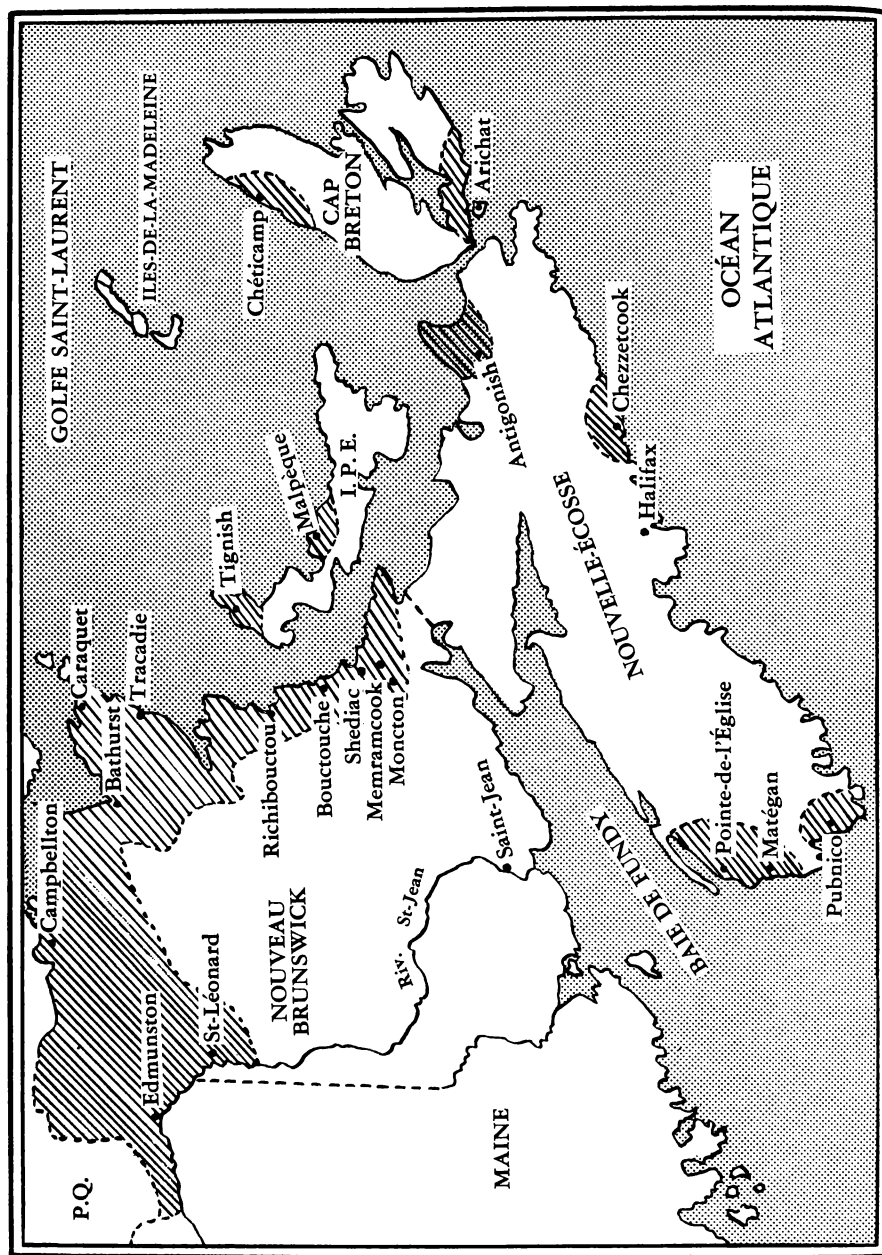 P.Q.
Edmunston
St-Léonard
Campbellton
Bathurst
Caraquet
Tracadie
NOUVEAU
BRUNSWICK
Richibouctou
Bouctouche
Shediac
Memramcook
Moncton
Riv. St-Jean
Saint-Jean
MAINE
GOLFE SAINT-LAURENT
ILES-DE-LA-MADELEINE
Tignish
Malpèque
I.P.E.
Chéticamp
CAP
BRETON
Arichat
Antigonish
Chezzetcook
Halifax
NOUVELLE-ÉCOSSE
BAIE DE FUNDY
Pointe-de-l'Église
Matégan
Pubnico
OCÉAN
ATLANTIQUE